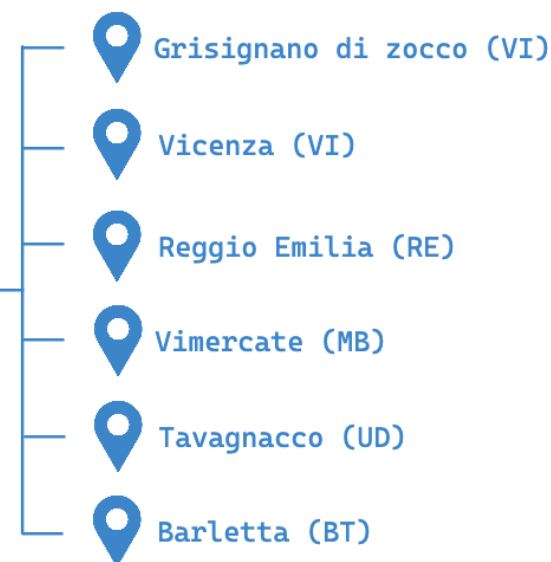 Grisignano di zocco (VI)
Vicenza (VI)
Reggio Emilia (RE)
Vimercate (MB)
Tavagnacco (UD)
Barletta (BT)